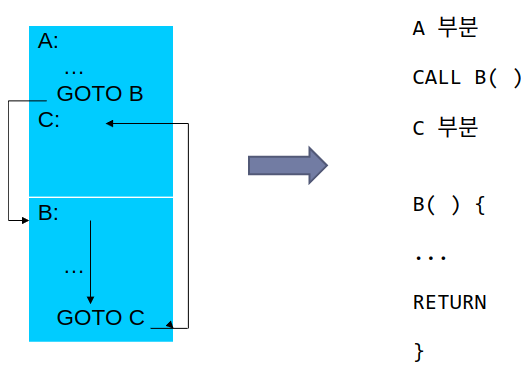 A:
...
GOTO B
C:
B:
...
GOTO C
A 부분
CALL B( )
C 부분
B( ) {
...
RETURN
}